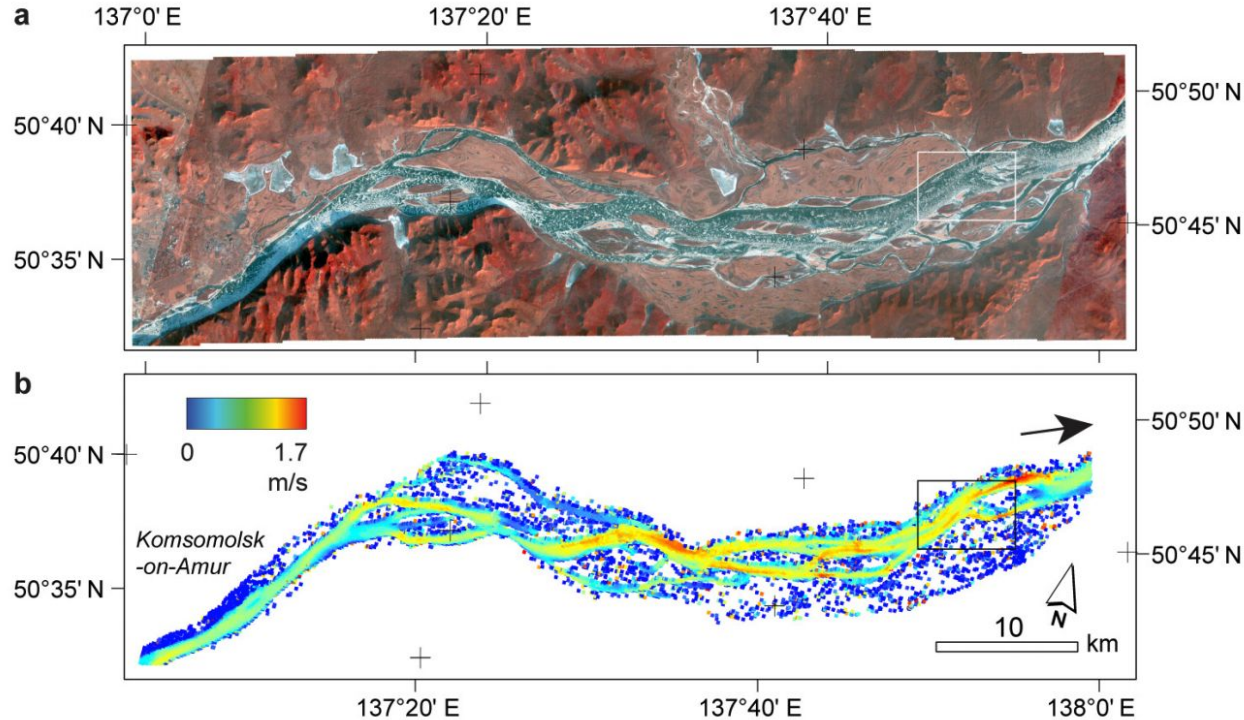 a
137°0' E 137°20' E 137°40' E
50°50' N
50°40' N
50°45' N
50°35' N
b
0 1.7
m/s
50°50' N
50°40' N
Komsomolsk
-on-Amur
50°45' N
50°35' N
N
10
km
137°20' E 137°40' E 138°0' E